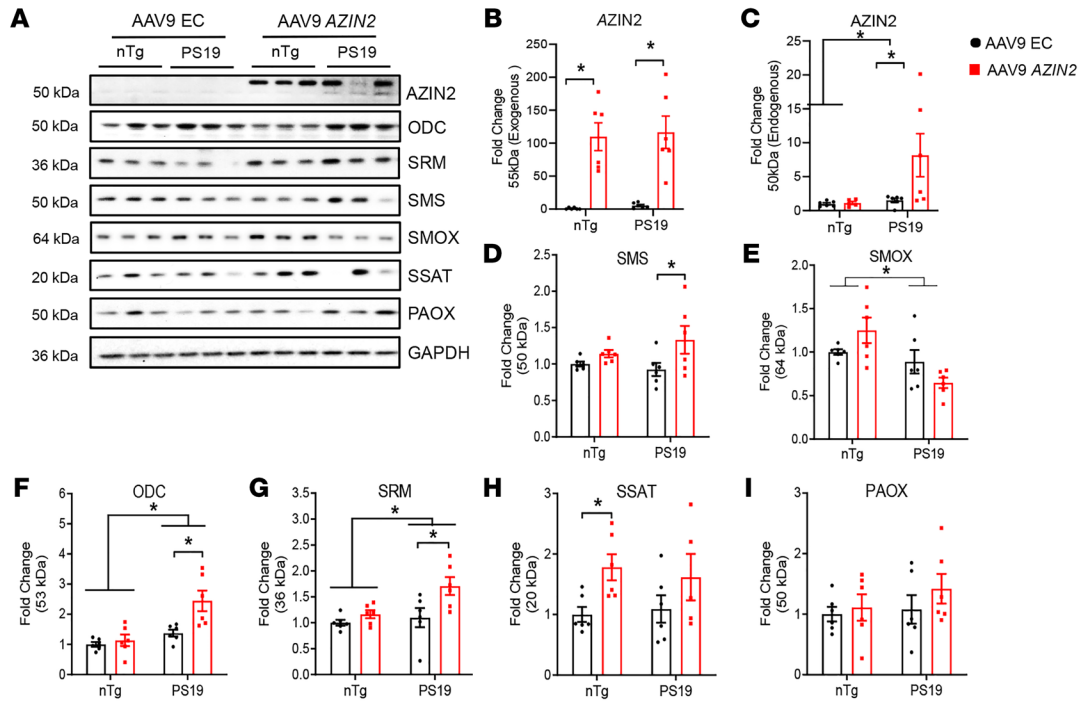 A
AAV9 EC
AAV9 AZIN2
nTg
PS19
nTg
PS19
50 kDa
AZIN2
50 kDa
ODC
36 kDa
SRM
50 kDa
SMS
64 kDa
SMOX
20 kDa
SSAT
50 kDa
PAOX
36 kDa
GAPDH
B
AZIN2
Fold Change
55kDa (Exogenous )
250
200
150
100
50
0
*
*
nTg
PS19
C
AZIN2
Fold Change
50kDa (Endogenous)
25
20
15
10
5
0
*
*
nTg
PS19
AAV9 EC
AAV9 AZIN2
D
SMS
Fold Change
(50 kDa)
2.5
2.0
1.5
1.0
0.5
0.0
*
nTg
PS19
E
SMOX
Fold Change
(64 kDa)
2.0
1.5
1.0
0.5
0.0
*
nTg
PS19
F
ODC
Fold Change
(53 kDa)
6
5
4
3
2
1
0
*
*
nTg
PS19
G
SRM
Fold Change
(36 kDa)
3.5
3.0
2.5
2.0
1.5
1.0
0.5
0.0
*
*
nTg
PS19
H
SSAT
Fold Change
(20 kDa)
3
2
1
0
*
nTg
PS19
I
PAOX
Fold Change
(50 kDa)
3
2
1
0
nTg
PS19